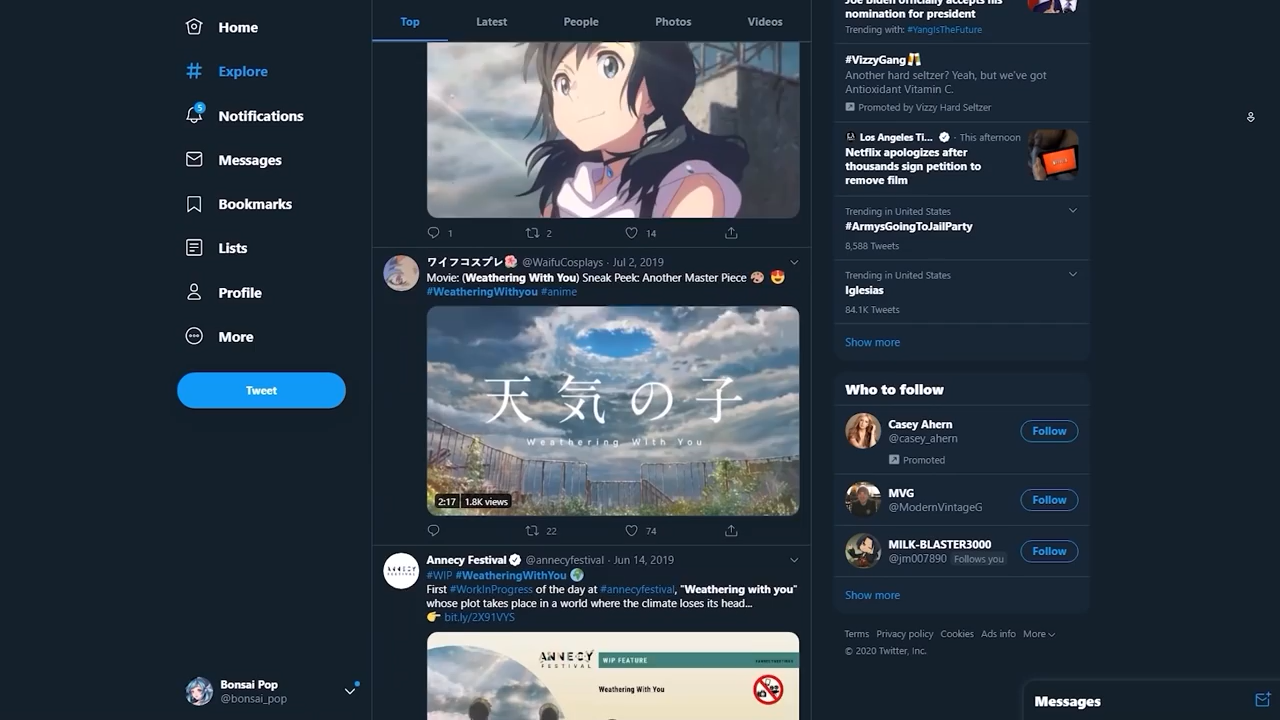 Home
Explore
5
Notifications
Messages
Bookmarks
Lists
Profile
More
Tweet
Bonsai Pop
@bonsai_pop
Top
Latest
People
Photos
Videos
1
2
14
ワイフコスプレ🌺 @WaifuCosplays · Jul 2, 2019
Movie: (Weathering With You) Sneak Peek: Another Master Piece 🎨 😍
#WeatheringWithyou #anime
天気の子
Weathering With You
2:17
1.8K views
22
74
Annecy Festival @annecyfestival · Jun 14, 2019
#WIP #WeatheringWithYou 🌍
First #WorkInProgress of the day at #annecyfestival, "Weathering with you"
whose plot takes place in a world where the climate loses its head...
👉 bit.ly/2X91VYS
ANNECY
FESTIVAL
WIP FEATURE
Weathering With You
Joe Biden officially accepts his
nomination for president
Trending with: #YangIsTheFuture
#VizzyGang🥂
Another hard seltzer? Yeah, but we've got
Antioxidant Vitamin C.
Promoted by Vizzy Hard Seltzer
Los Angeles Ti... · This afternoon
Netflix apologizes after
thousands sign petition to
remove film
Trending in United States
#ArmysGoingToJailParty
8,588 Tweets
Trending in United States
Iglesias
84.1K Tweets
Show more
Who to follow
Casey Ahern
@casey_ahern
Promoted
Follow
MVG
@ModernVintageG
Follow
MILK-BLASTER3000
@jm007890 Follows you
Follow
Show more
Terms Privacy policy Cookies Ads info More
© 2020 Twitter, Inc.
Messages